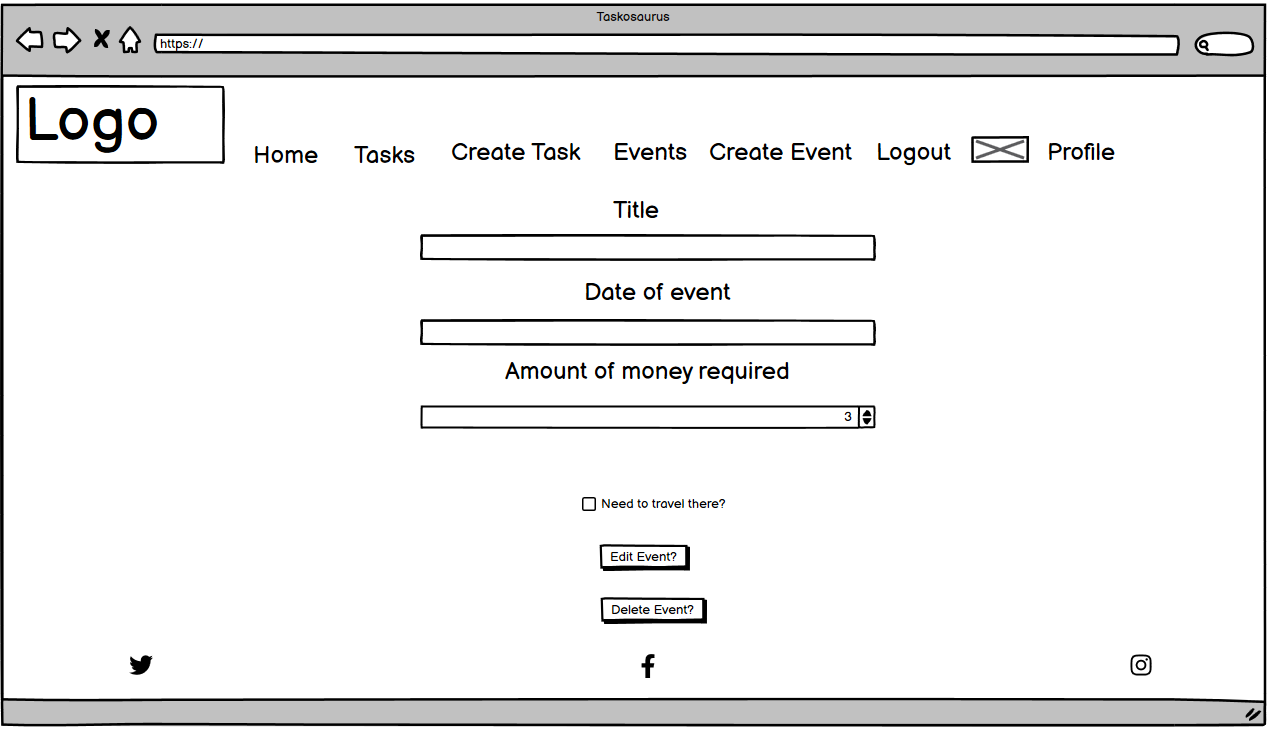 Taskosaurus
https://
Logo
Home Tasks Create Task Events Create Event Logout Profile
Title
Date of event
Amount of money required
3
Need to travel there?
Edit Event?
Delete Event?